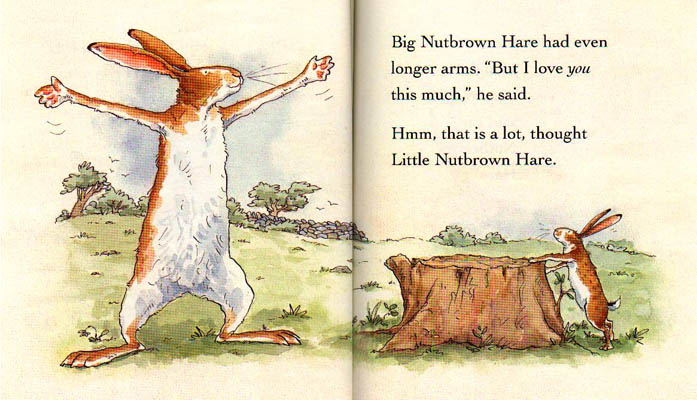 Big Nutbrown Hare had even
longer arms. “But I love you
this much,” he said.
Hmm, that is a lot, thought
Little Nutbrown Hare.